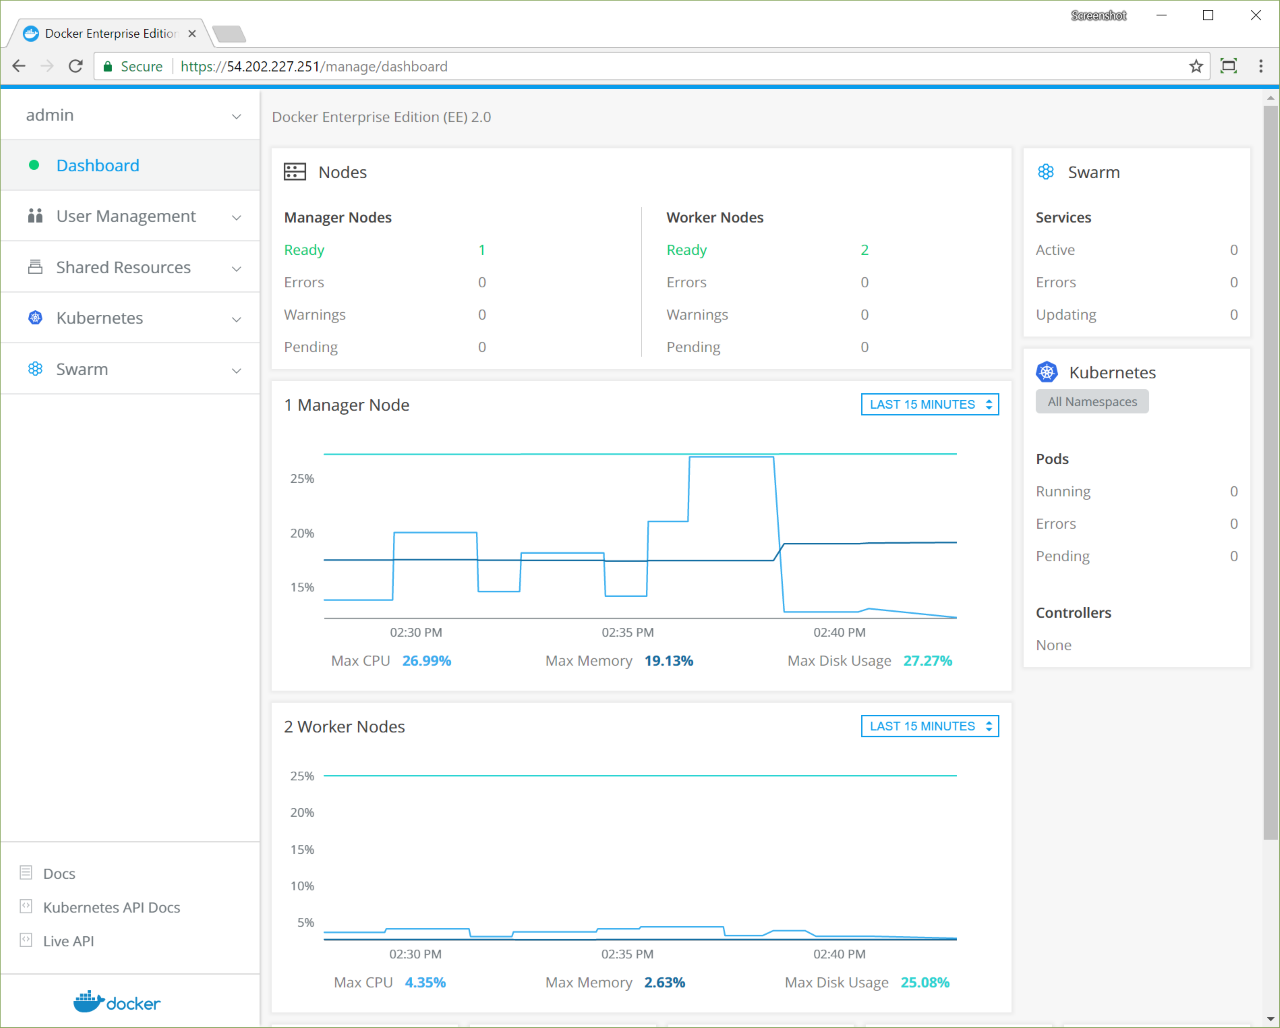 Screenshot
Docker Enterprise Edition
Secure https://54.202.227.251/manage/dashboard
admin
Dashboard
User Management
Shared Resources
Kubernetes
Swarm
Docs
Kubernetes API Docs
Live API
docker
Docker Enterprise Edition (EE) 2.0
Nodes
Manager Nodes
Ready 1
Errors 0
Warnings 0
Pending 0
Worker Nodes
Ready 2
Errors 0
Warnings 0
Pending 0
1 Manager Node
LAST 15 MINUTES
25%
20%
15%
02:30 PM 02:35 PM 02:40 PM
Max CPU 26.99% Max Memory 19.13% Max Disk Usage 27.27%
2 Worker Nodes
LAST 15 MINUTES
25%
20%
15%
10%
5%
02:30 PM 02:35 PM 02:40 PM
Max CPU 4.35% Max Memory 2.63% Max Disk Usage 25.08%
Swarm
Services
Active 0
Errors 0
Updating 0
Kubernetes
All Namespaces
Pods
Running 0
Errors 0
Pending 0
Controllers
None